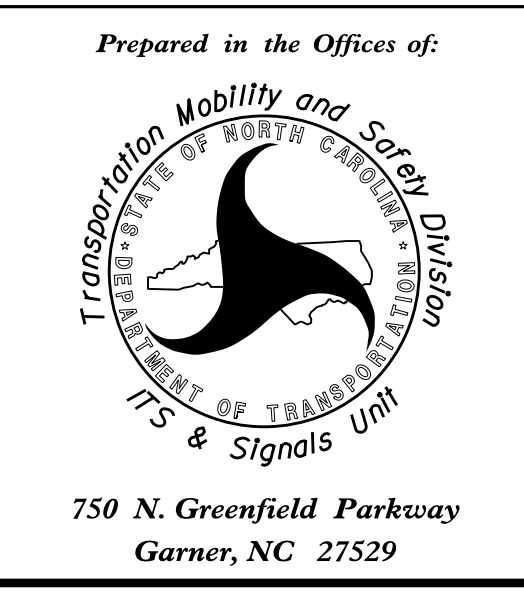 Prepared in the Offices of:
Transportation Mobility and Safety Division
STATE OF NORTH CAROLINA
DEPARTMENT OF TRANSPORTATION
ITS & Signals Unit
750 N. Greenfield Parkway
Garner, NC 27529